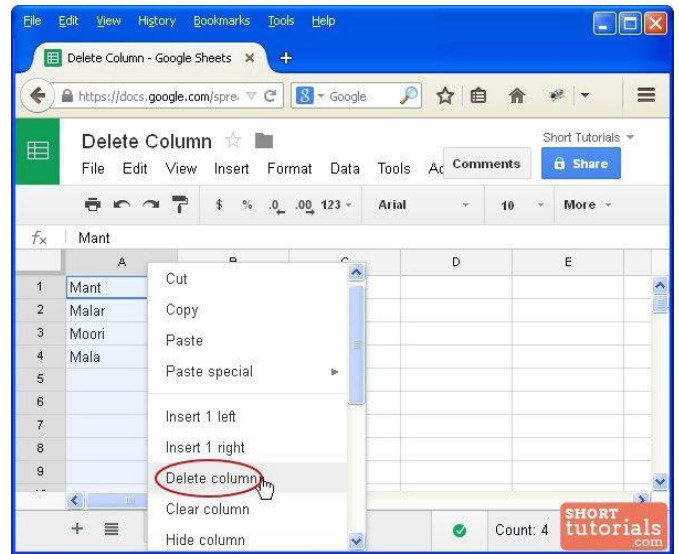 File Edit View History Bookmarks Tools Help
Delete Column - Google Sheets × +
https://docs.google.com/spre 8 Google
Delete Column
Short Tutorials
File Edit View Insert Format Data Tools Ad Comments Share
$ % .0 .00 123 Arial 10 More
fx Mant
A B C D E
1 Mant
2 Malar
3 Moori
4 Mala
5
6
7
8
9
Cut
Copy
Paste
Paste special
Insert 1 left
Insert 1 right
Delete column
Clear column
Hide column
+ Count: 4
SHORT
tutorials
.com